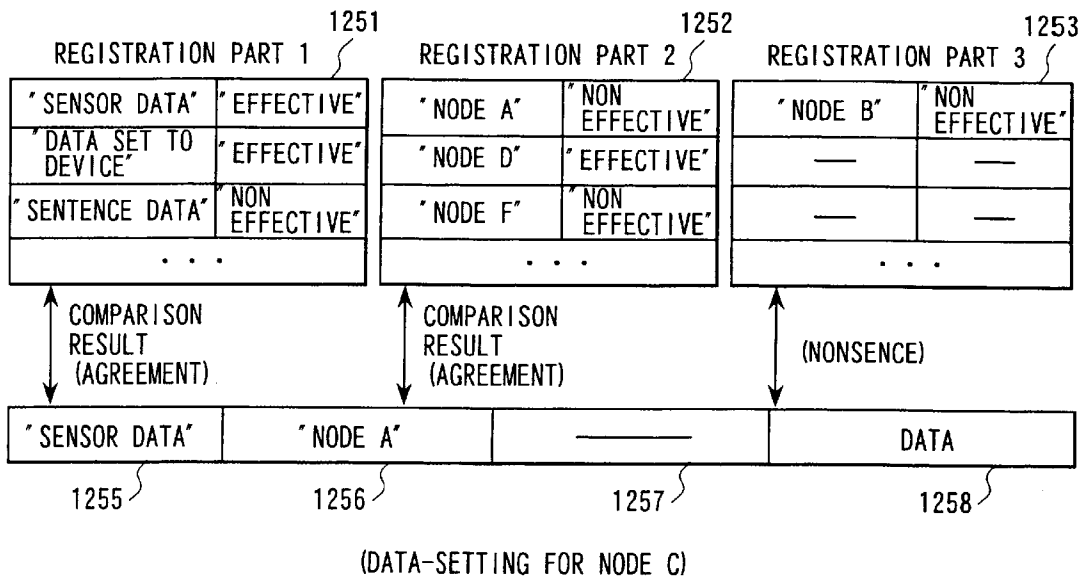 1251
1252
1253
REGISTRATION PART 1
REGISTRATION PART 2
REGISTRATION PART 3
"SENSOR DATA" "EFFECTIVE"
"DATA SET TO DEVICE" "EFFECTIVE"
"SENTENCE DATA" "NON EFFECTIVE"
. . .
"NODE A" "NON EFFECTIVE"
"NODE D" "EFFECTIVE"
"NODE F" "NON EFFECTIVE"
. . .
"NODE B" "NON EFFECTIVE"
— —
— —
. . .
COMPARISON
RESULT
(AGREEMENT)
COMPARISON
RESULT
(AGREEMENT)
(NONSENCE)
"SENSOR DATA" "NODE A" — DATA
1255
1256
1257
1258
(DATA-SETTING FOR NODE C)